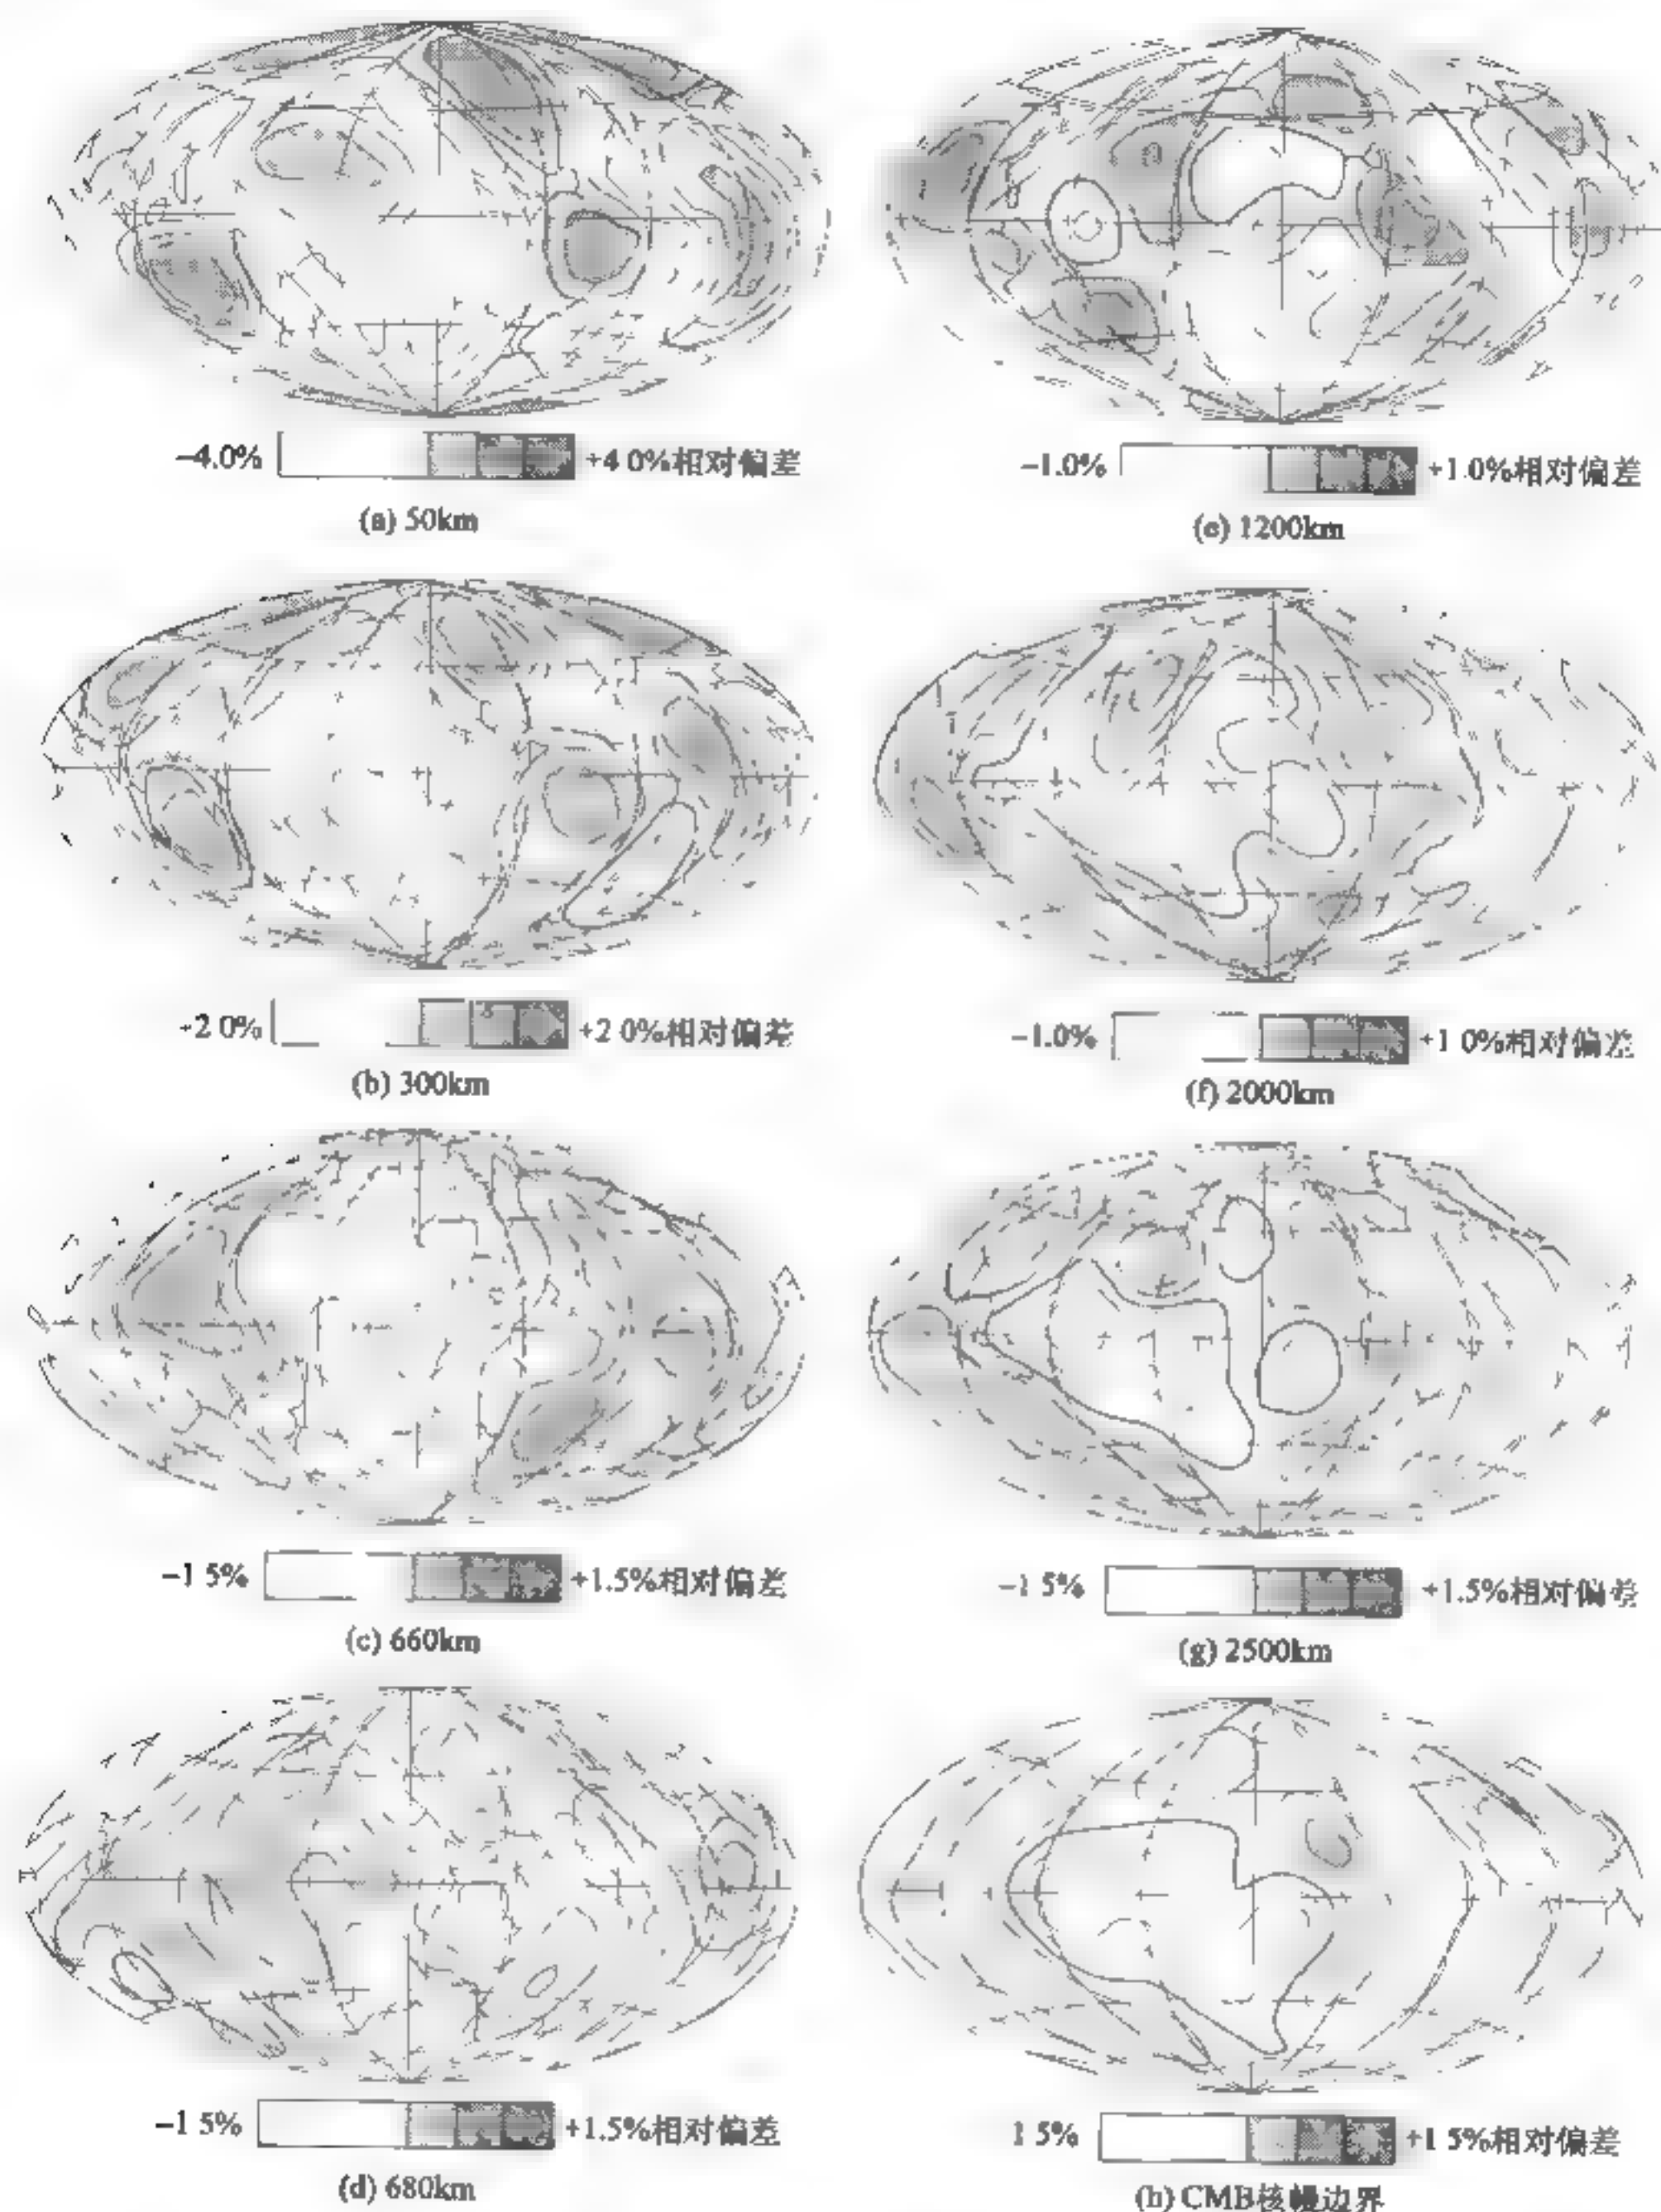 −4.0% +4 0%相对偏差
(a) 50km
−1.0% +1.0%相对偏差
(e) 1200km
-2 0% +2 0%相对偏差
(b) 300km
−1.0% +1 0%相对偏差
(f) 2000km
−1 5% +1.5%相对偏差
(c) 660km
−1 5% +1.5%相对偏差
(g) 2500km
−1 5% +1.5%相对偏差
(d) 680km
1 5% +1 5%相对偏差
(h) CMB核幔边界